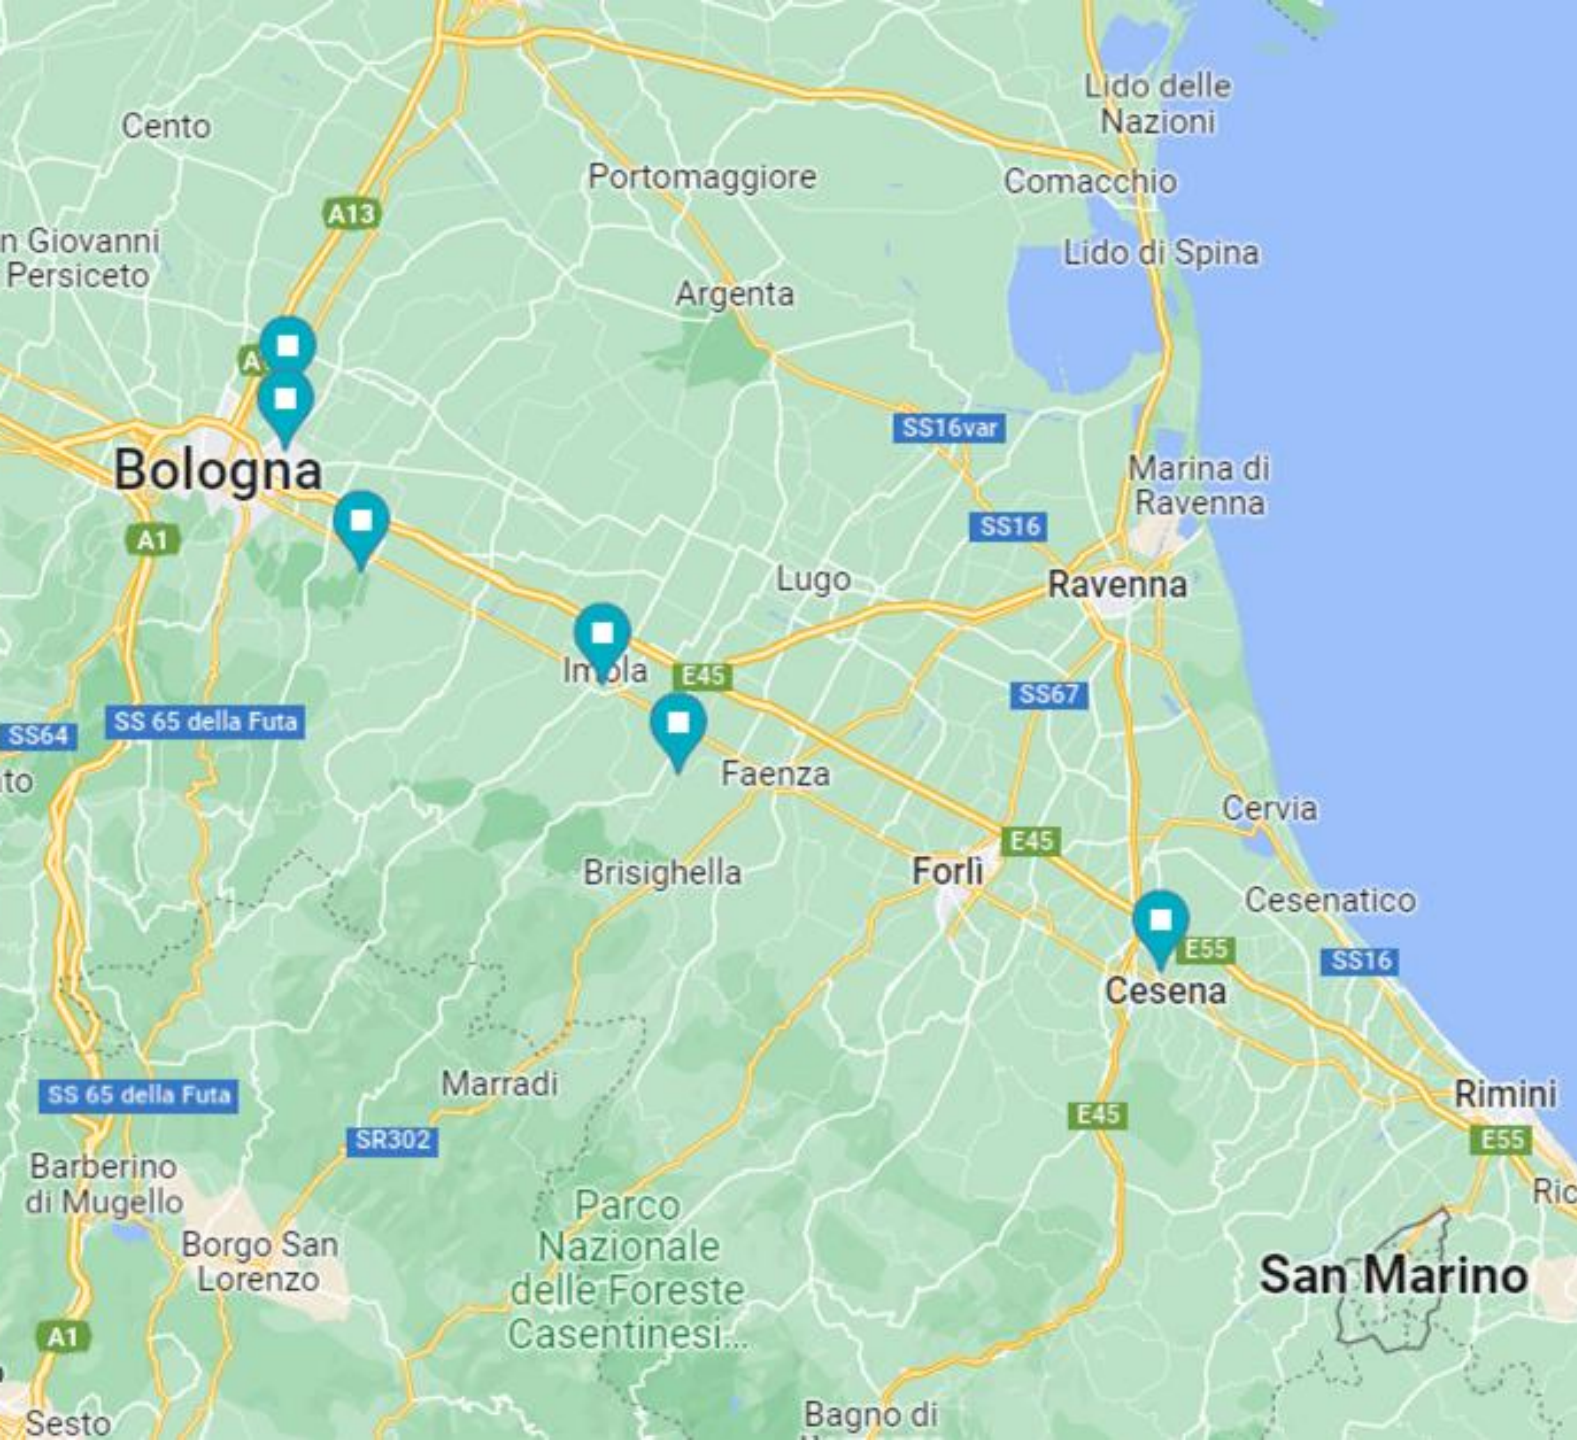 Lido delle
Nazioni
Cento
Portomaggiore
Comacchio
A13
n Giovanni
Persiceto
Lido di Spina
Argenta
A
SS16var
Bologna
Marina di
Ravenna
SS16
A1
Lugo
Ravenna
Imola
E45
SS67
SS 65 della Futa
SS64
to
Faenza
Cervia
E45
Forlì
Brisighella
Cesenatico
E55
SS16
Cesena
Marradi
SS 65 della Futa
Rimini
E45
SR302
E55
Barberino
di Mugello
Ric
Parco
Nazionale
delle Foreste
Casentinesi...
Borgo San
Lorenzo
San Marino
A1
Bagno di
Sesto